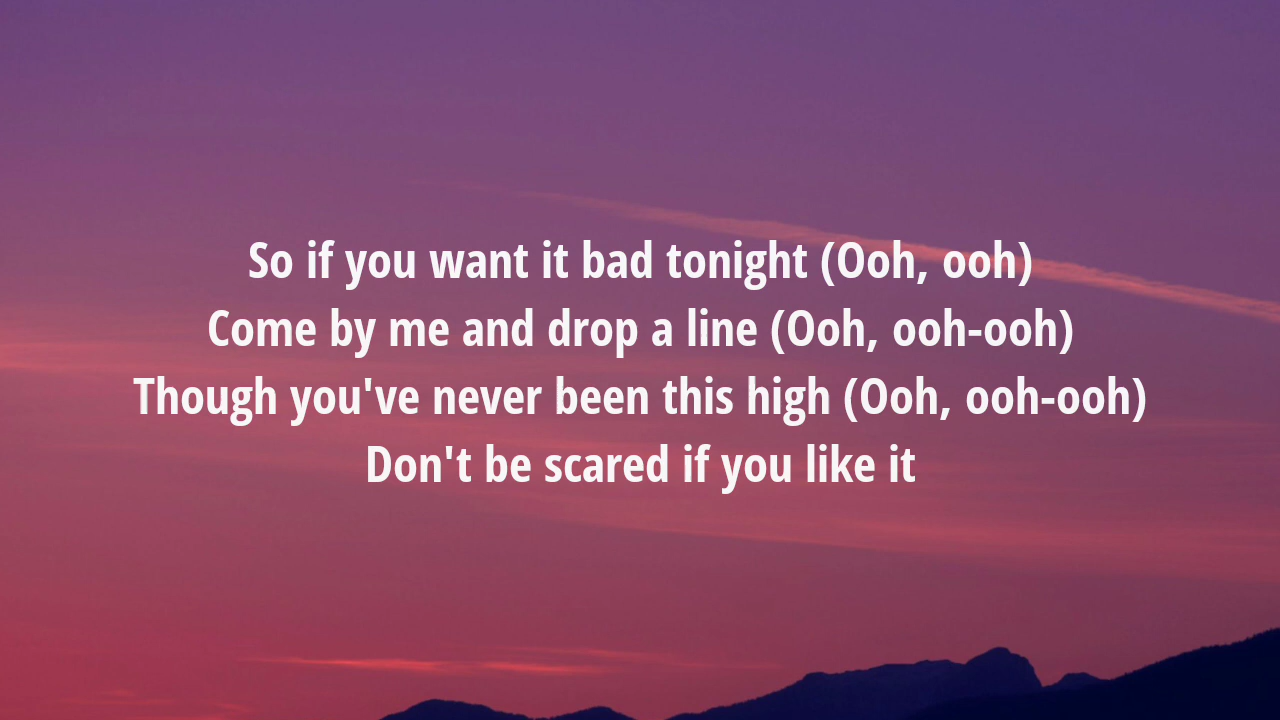 So if you want it bad tonight (Ooh, ooh)
Come by me and drop a line (Ooh, ooh-ooh)
Though you've never been this high (Ooh, ooh-ooh)
Don't be scared if you like it